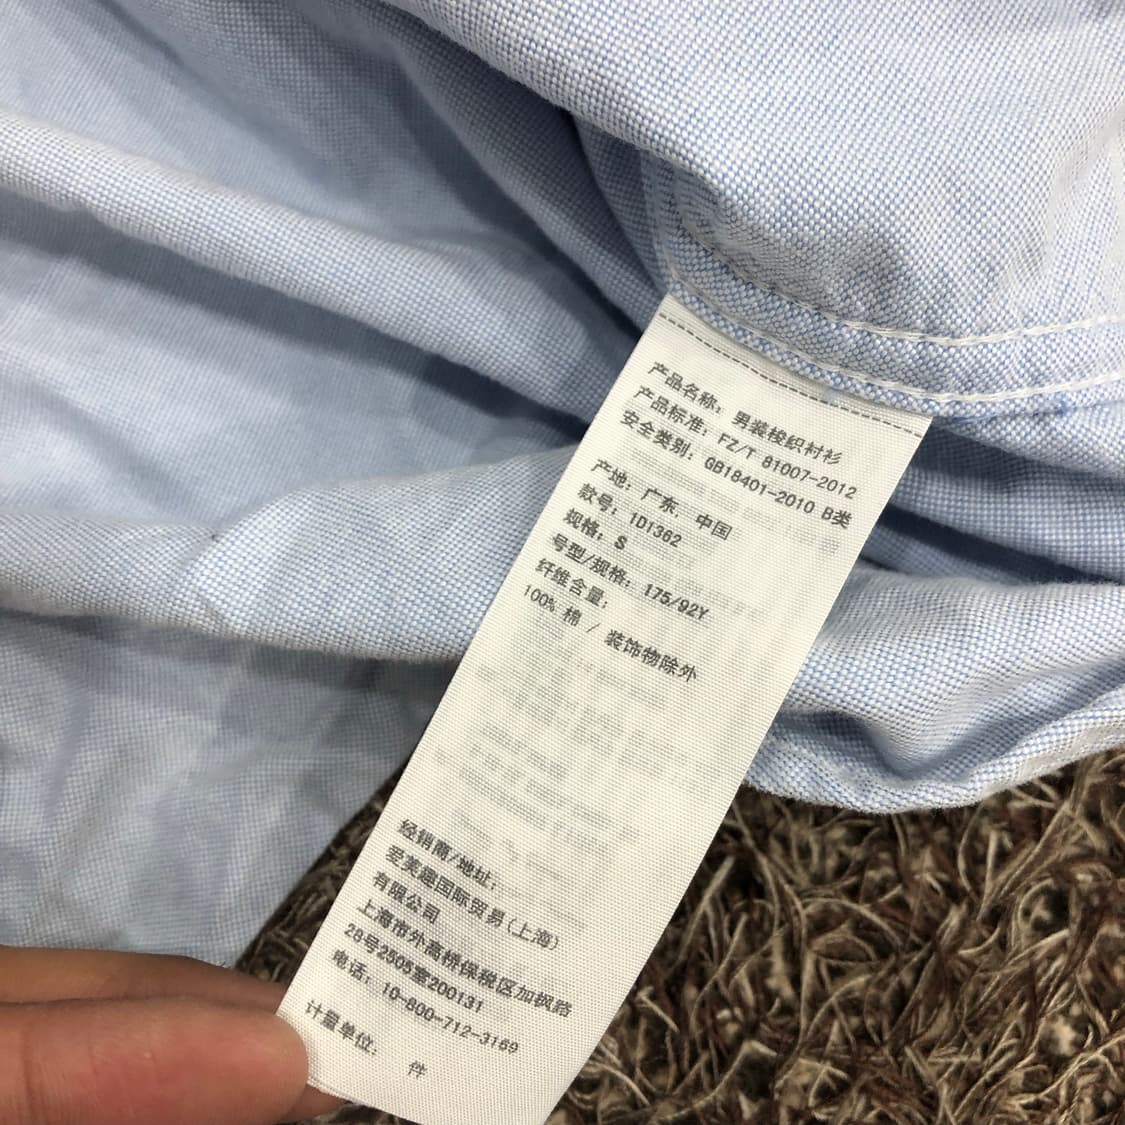 产品名称：男装梭织衬衫
产品标准：FZ/T 81007-2012
安全类别：GB18401-2010 B类
产地：广东，中国
款号：1D1362
规格：S
号型/规格：175/92Y
纤维含量：
100% 棉 / 装饰物除外
经销商/地址：
爱美趣国际贸易(上海)
有限公司
上海市外高桥保税区加枫路
28号2505室200131
电话：10-800-712-3169
计量单位：
件